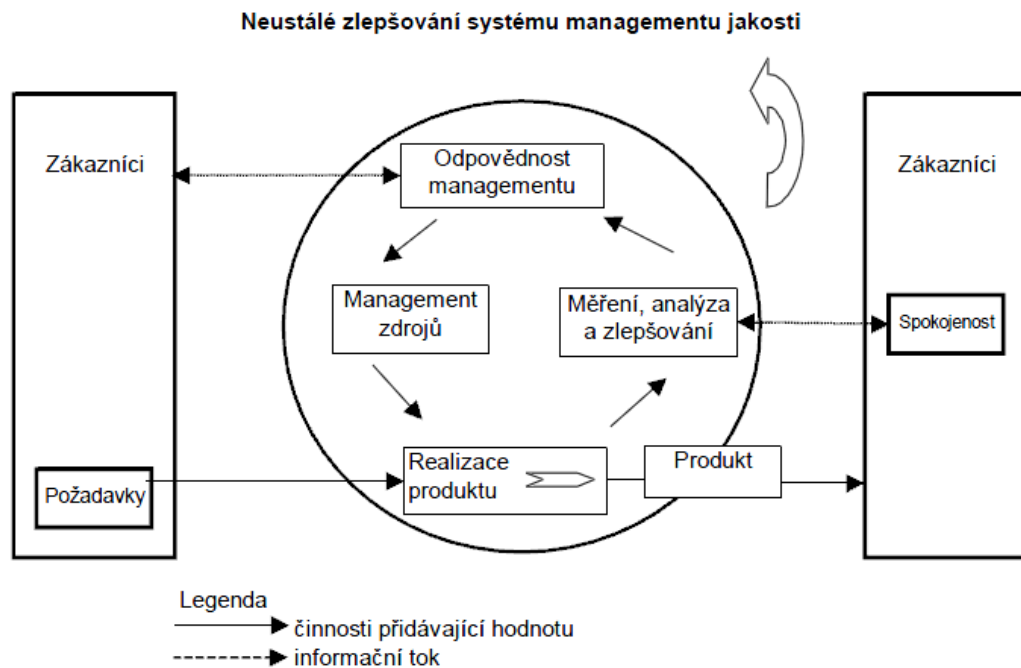 Neustálé zlepšování systému managementu jakosti
Zákazníci
Odpovědnost
managementu
Zákazníci
Management
zdrojů
Měření, analýza
a zlepšování
Spokojenost
Požadavky
Realizace
produktu
Produkt
Legenda
činnosti přidávající hodnotu
informační tok